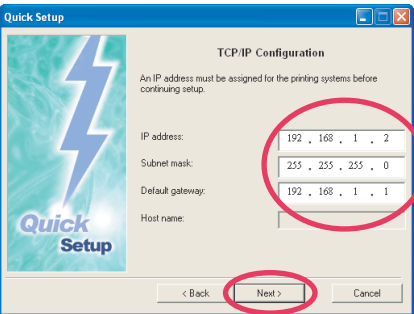 Quick Setup
TCP/IP Configuration
An IP address must be assigned for the printing systems before
continuing setup.
IP address: 192 . 168 . 1 . 2
Subnet mask: 255 . 255 . 255 . 0
Default gateway: 192 . 168 . 1 . 1
Host name:
Quick
Setup
< Back Next > Cancel